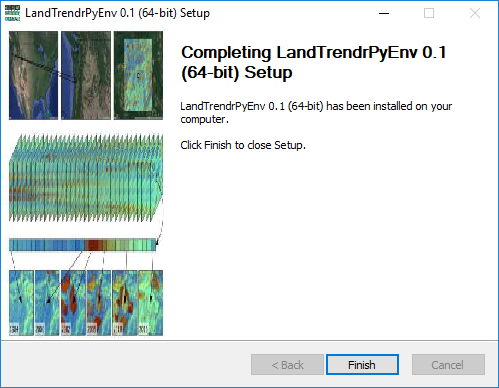 LandTrendrPyEnv 0.1 (64-bit) Setup
Completing LandTrendrPyEnv 0.1
(64-bit) Setup
LandTrendrPyEnv 0.1 (64-bit) has been installed on your
computer.
Click Finish to close Setup.
< Back
Finish
Cancel